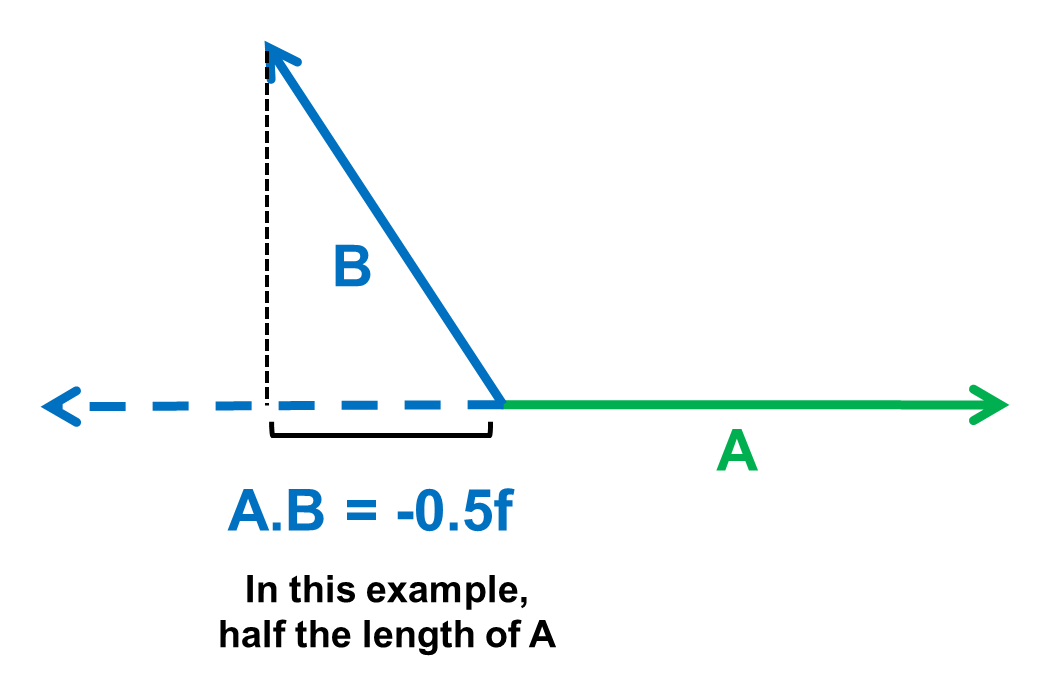 B
A
A.B = -0.5f
In this example,
half the length of A